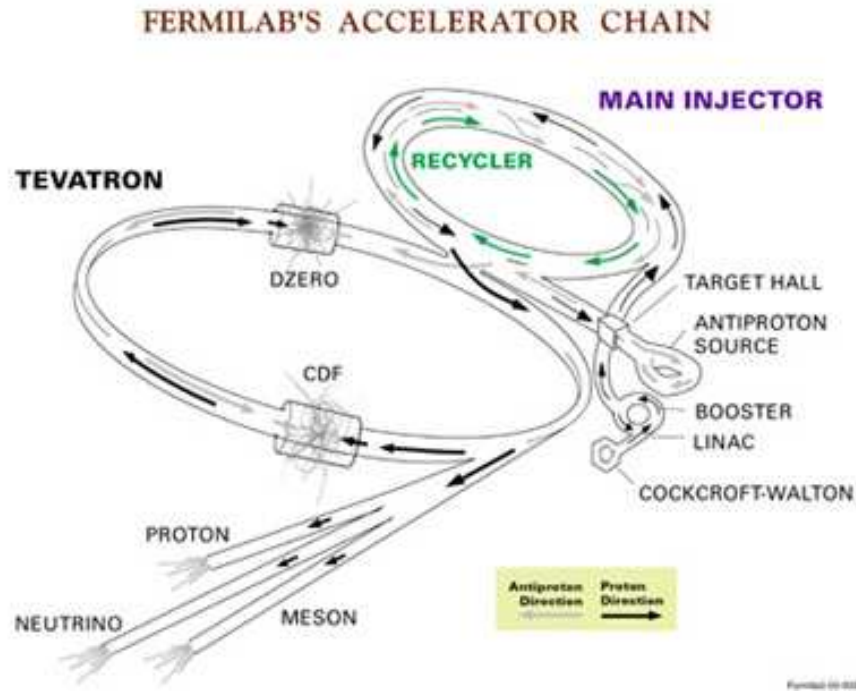 FERMILAB'S ACCELERATOR CHAIN
MAIN INJECTOR
RECYCLER
TEVATRON
DZERO
TARGET HALL
ANTIPROTON
SOURCE
CDF
BOOSTER
LINAC
COCKCROFT-WALTON
PROTON
NEUTRINO
MESON
Antiproton
Direction
Proton
Direction